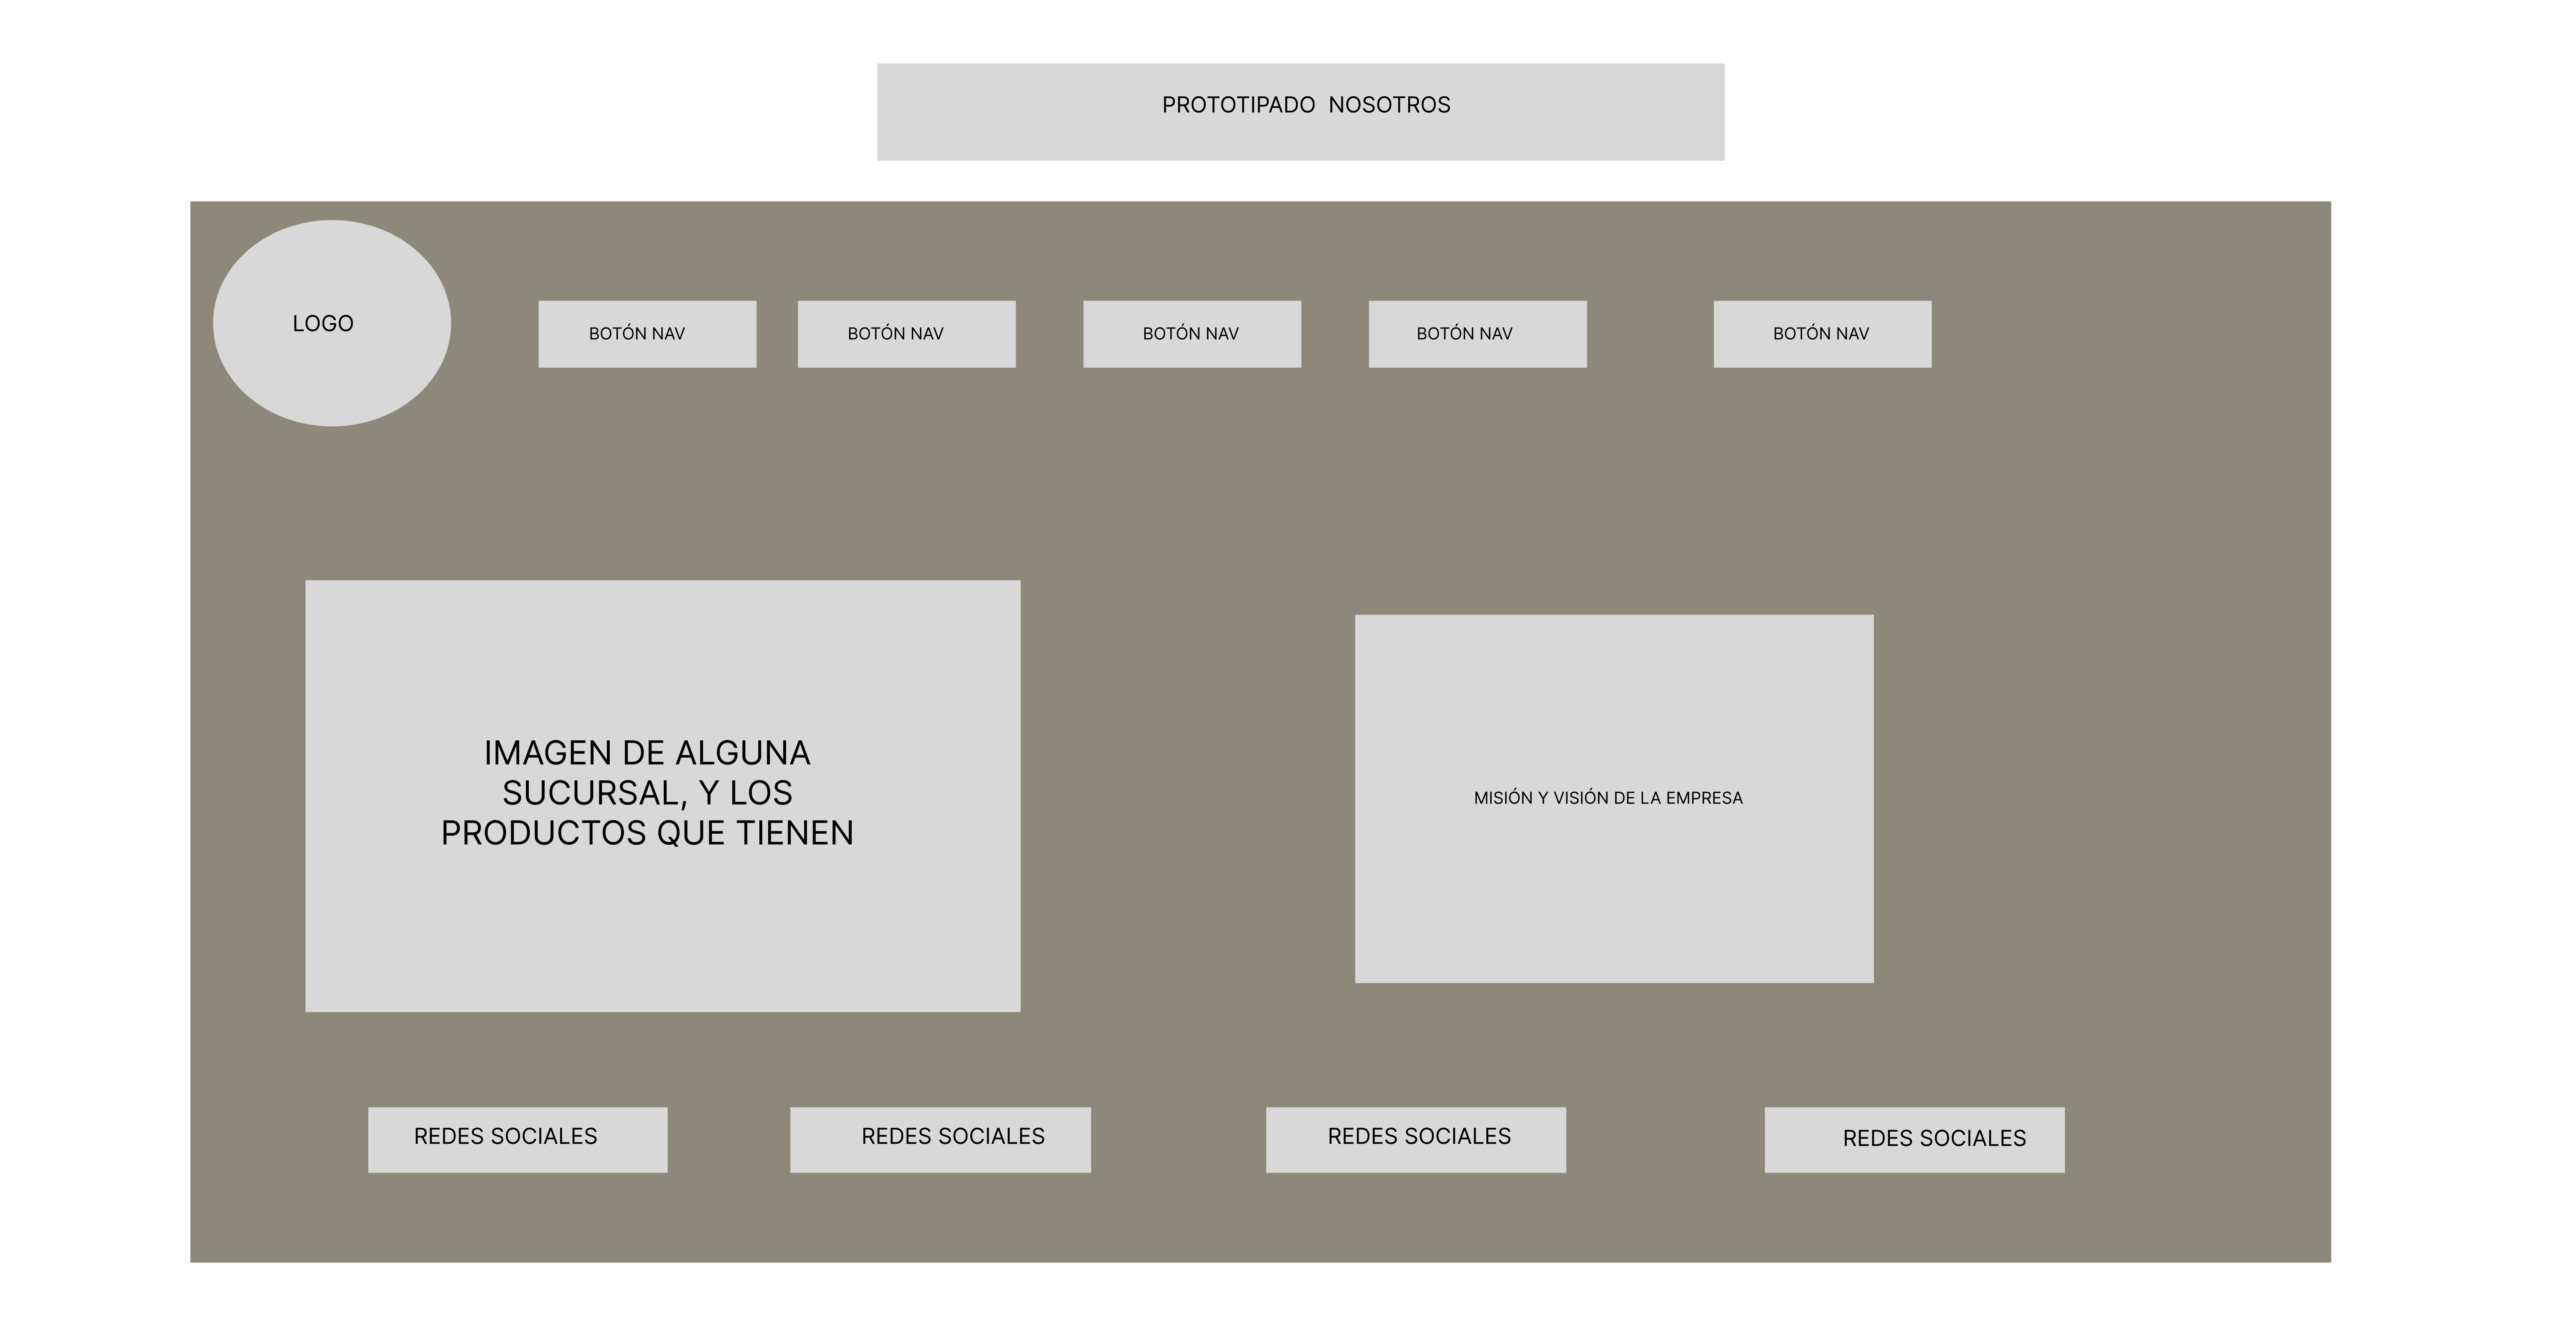 PROTOTIPADO  NOSOTROS
LOGO
BOTÓN NAV
BOTÓN NAV
BOTÓN NAV
BOTÓN NAV
BOTÓN NAV
IMAGEN DE ALGUNA
SUCURSAL, Y LOS
PRODUCTOS QUE TIENEN
MISIÓN Y VISIÓN DE LA EMPRESA
REDES SOCIALES
REDES SOCIALES
REDES SOCIALES
REDES SOCIALES